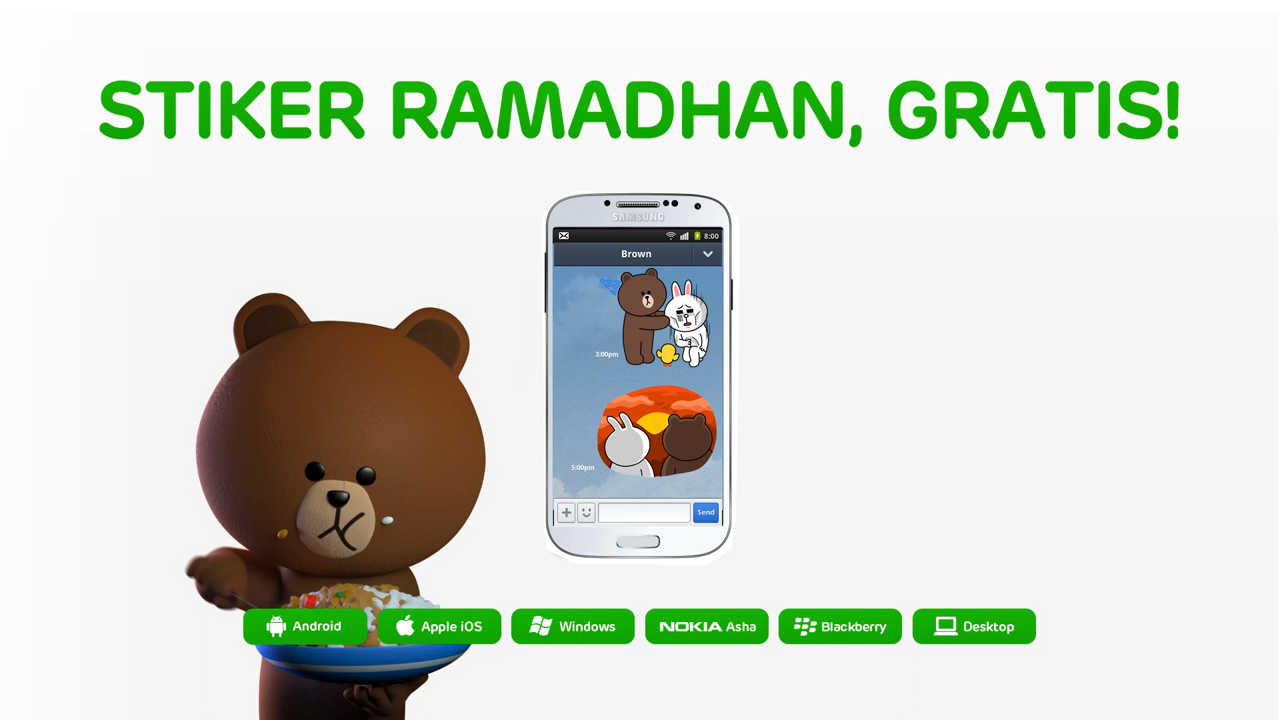 STIKER RAMADHAN, GRATIS!
SAMSUNG
8:00
Brown
3:00pm
5:00pm
Send
Android
Apple iOS
Windows
NOKIA Asha
Blackberry
Desktop